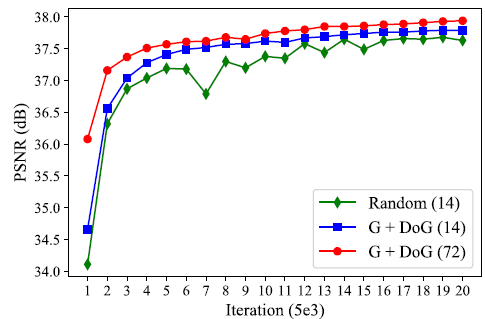 38.0
37.5
37.0
36.5
36.0
35.5
35.0
34.5
34.0
PSNR (dB)
Random (14)
G + DoG (14)
G + DoG (72)
1 2 3 4 5 6 7 8 9 10 11 12 13 14 15 16 17 18 19 20
Iteration (5e3)